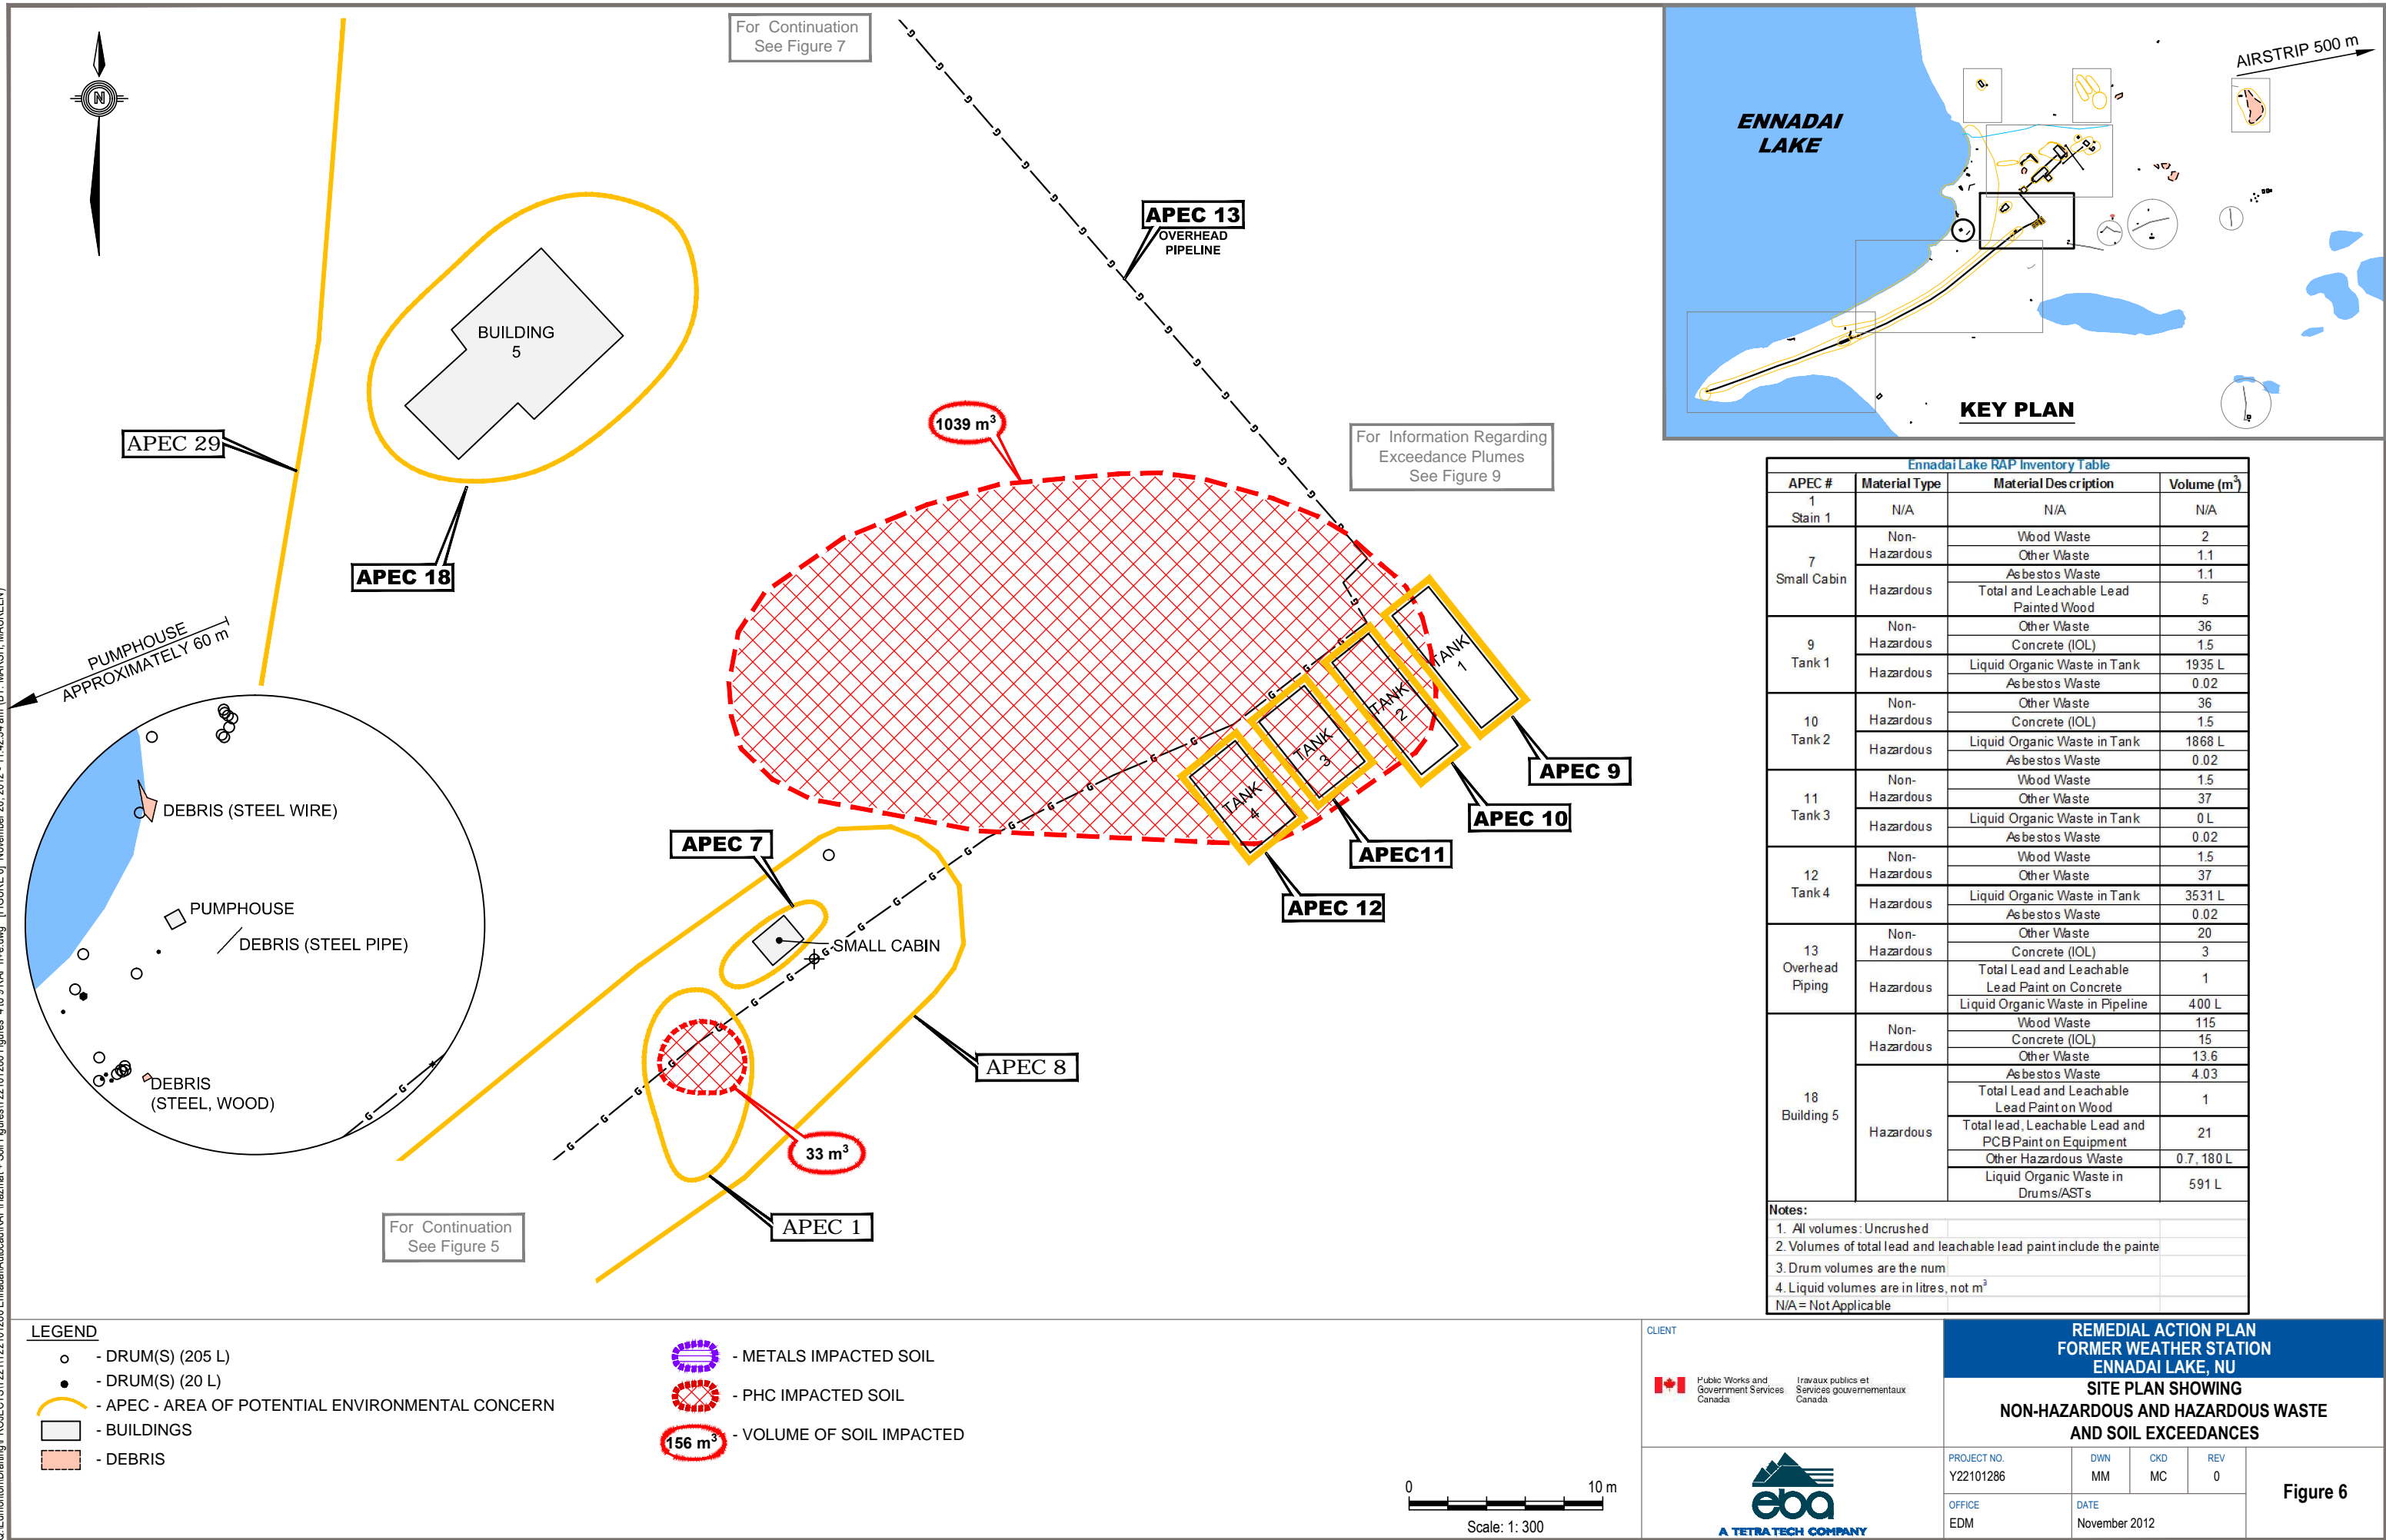 For Continuation
See Figure 7
N
APEC 13
OVERHEAD
PIPELINE
BUILDING
5
APEC 29
APEC 18
1039 m³
For Information Regarding
Exceedance Plumes
See Figure 9
PUMPHOUSE
APPROXIMATELY 60 m
TANK
1
TANK
2
TANK
3
TANK
4
APEC 9
APEC 10
APEC11
APEC 12
APEC 7
SMALL CABIN
APEC 8
33 m³
APEC 1
For Continuation
See Figure 5
DEBRIS (STEEL WIRE)
PUMPHOUSE
DEBRIS (STEEL PIPE)
DEBRIS
(STEEL, WOOD)
G G G G G G
ENNADAI
LAKE
AIRSTRIP 500 m
KEY PLAN
Ennadai Lake RAP Inventory Table
APEC # Material Type Material Description Volume (m³)
1
Stain 1
N/A N/A N/A
7
Small Cabin
Non-
Hazardous
Wood Waste 2
Other Waste 1.1
Hazardous
Asbestos Waste 1.1
Total and Leachable Lead
Painted Wood
5
9
Tank 1
Non-
Hazardous
Other Waste 36
Concrete (IOL) 1.5
Hazardous
Liquid Organic Waste in Tank 1935 L
Asbestos Waste 0.02
10
Tank 2
Non-
Hazardous
Other Waste 36
Concrete (IOL) 1.5
Hazardous
Liquid Organic Waste in Tank 1868 L
Asbestos Waste 0.02
11
Tank 3
Non-
Hazardous
Wood Waste 1.5
Other Waste 37
Hazardous
Liquid Organic Waste in Tank 0 L
Asbestos Waste 0.02
12
Tank 4
Non-
Hazardous
Wood Waste 1.5
Other Waste 37
Hazardous
Liquid Organic Waste in Tank 3531 L
Asbestos Waste 0.02
13
Overhead
Piping
Non-
Hazardous
Other Waste 20
Concrete (IOL) 3
Hazardous
Total Lead and Leachable
Lead Paint on Concrete
1
Liquid Organic Waste in Pipeline 400 L
18
Building 5
Non-
Hazardous
Wood Waste 115
Concrete (IOL) 15
Other Waste 13.6
Hazardous
Asbestos Waste 4.03
Total Lead and Leachable
Lead Paint on Wood
1
Total lead, Leachable Lead and
PCB Paint on Equipment
21
Other Hazardous Waste 0.7, 180 L
Liquid Organic Waste in
Drums/ASTs
591 L
Notes:
1. All volumes: Uncrushed
2. Volumes of total lead and leachable lead paint include the painte
3. Drum volumes are the num
4. Liquid volumes are in litres, not m³
N/A = Not Applicable
LEGEND
- DRUM(S) (205 L)
- DRUM(S) (20 L)
- APEC - AREA OF POTENTIAL ENVIRONMENTAL CONCERN
- BUILDINGS
- DEBRIS
- METALS IMPACTED SOIL
- PHC IMPACTED SOIL
156 m³ - VOLUME OF SOIL IMPACTED
0 10 m
Scale: 1: 300
CLIENT
Public Works and
Government Services
Canada
Travaux publics et
Services gouvernementaux
Canada
eba
A TETRA TECH COMPANY
REMEDIAL ACTION PLAN
FORMER WEATHER STATION
ENNADAI LAKE, NU
SITE PLAN SHOWING
NON-HAZARDOUS AND HAZARDOUS WASTE
AND SOIL EXCEEDANCES
PROJECT NO.
Y22101286
DWN
MM
CKD
MC
REV
0
OFFICE
EDM
DATE
November 2012
Figure 6